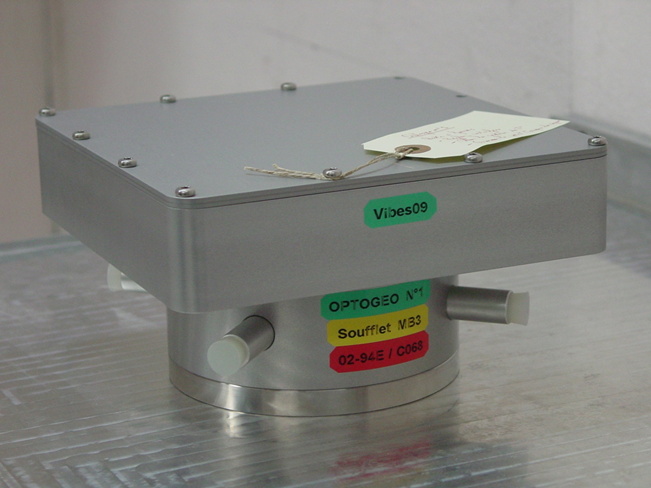 Vibes09
OPTOGEO N°1
Soufflet MB3
02-94E / C068